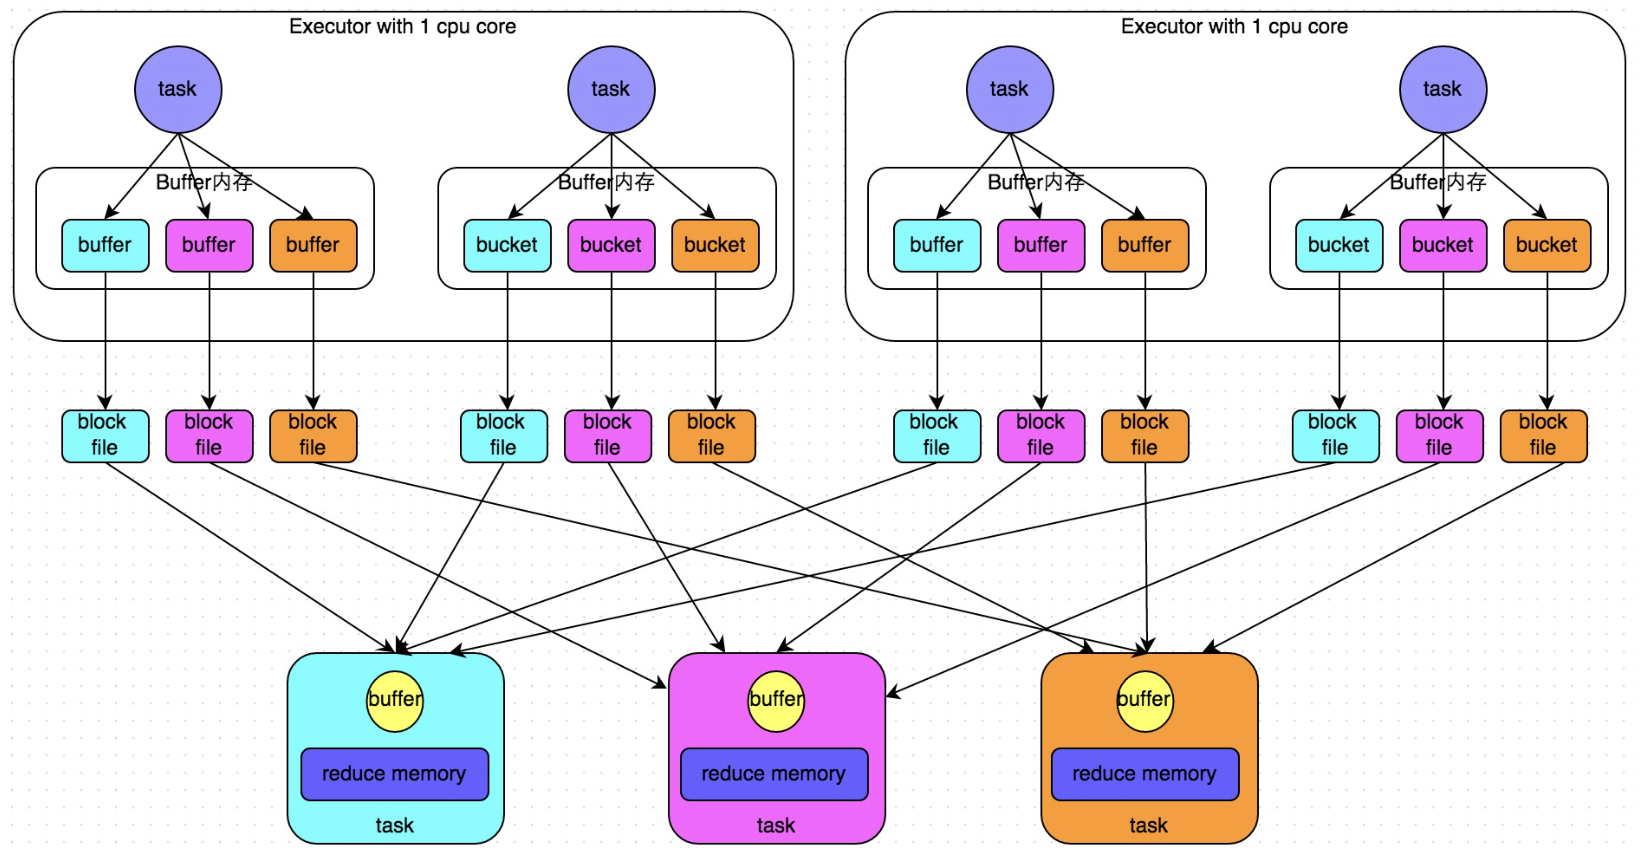 Executor with 1 cpu core
Executor with 1 cpu core
task
task
task
task
Buffer内存
Buffer内存
Buffer内存
Buffer内存
buffer
buffer
buffer
bucket
bucket
bucket
buffer
buffer
buffer
bucket
bucket
bucket
block
file
block
file
block
file
block
file
block
file
block
file
block
file
block
file
block
file
block
file
block
file
block
file
buffer
reduce memory
task
buffer
reduce memory
task
buffer
reduce memory
task